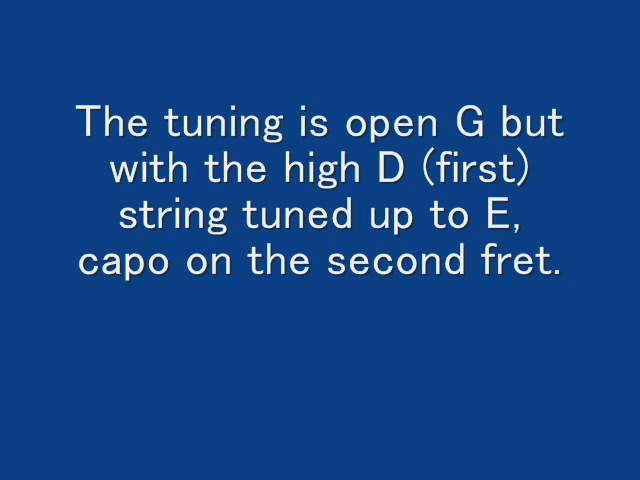 The tuning is open G but
with the high D (first)
string tuned up to E,
capo on the second fret.